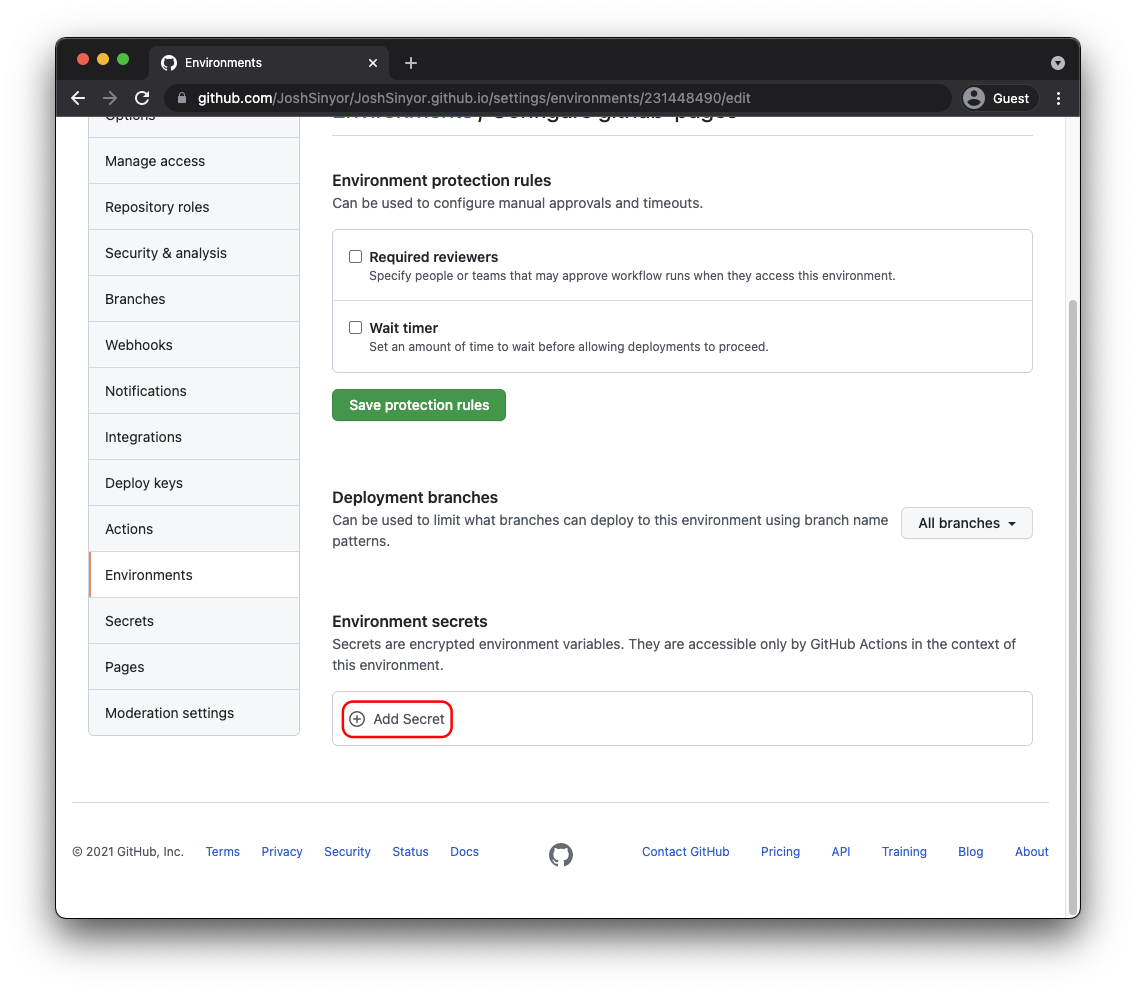 Environments
github.com/JoshSinyor/JoshSinyor.github.io/settings/environments/231448490/edit
Guest
Options
Manage access
Repository roles
Security & analysis
Branches
Webhooks
Notifications
Integrations
Deploy keys
Actions
Environments
Secrets
Pages
Moderation settings
Environments / Configure github-pages
Environment protection rules
Can be used to configure manual approvals and timeouts.
Required reviewers
Specify people or teams that may approve workflow runs when they access this environment.
Wait timer
Set an amount of time to wait before allowing deployments to proceed.
Save protection rules
Deployment branches
Can be used to limit what branches can deploy to this environment using branch name
patterns.
All branches
Environment secrets
Secrets are encrypted environment variables. They are accessible only by GitHub Actions in the context of
this environment.
Add Secret
© 2021 GitHub, Inc. Terms Privacy Security Status Docs Contact GitHub Pricing API Training Blog About